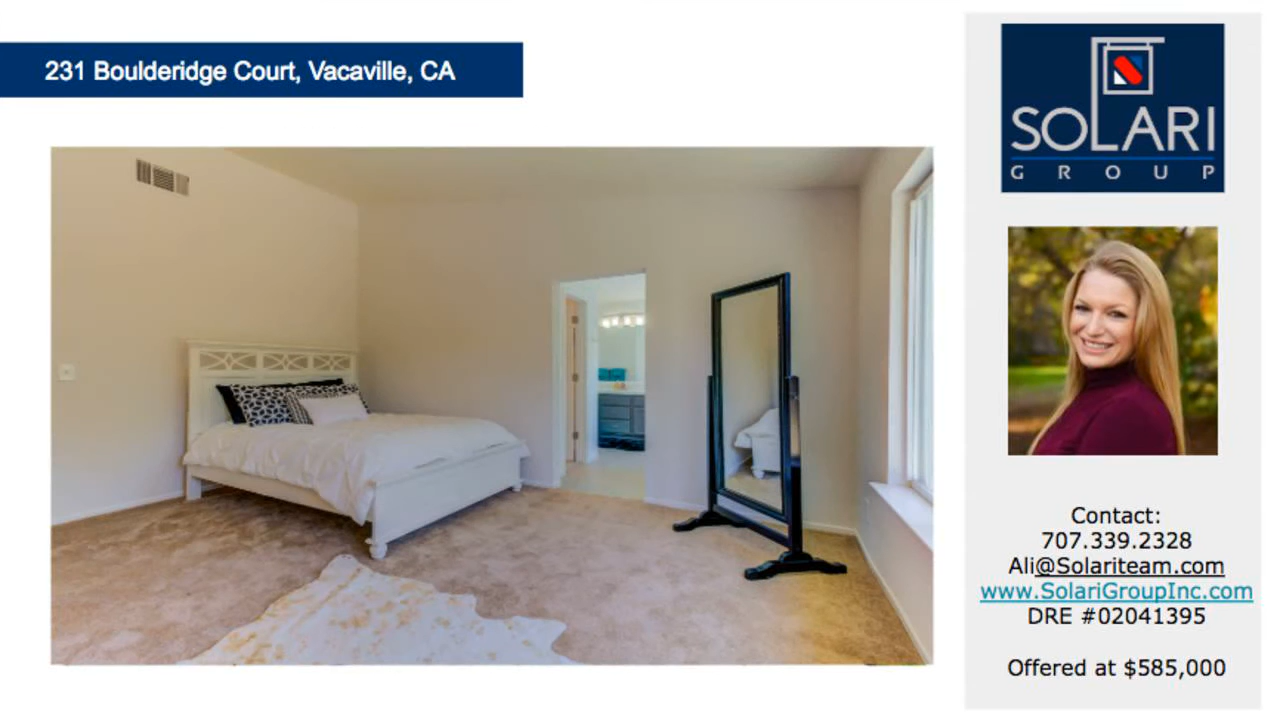 231 Boulderidge Court, Vacaville, CA
SOLARI
GROUP
Contact:
707.339.2328
Ali@Solariteam.com
www.SolariGroupInc.com
DRE #02041395
Offered at $585,000